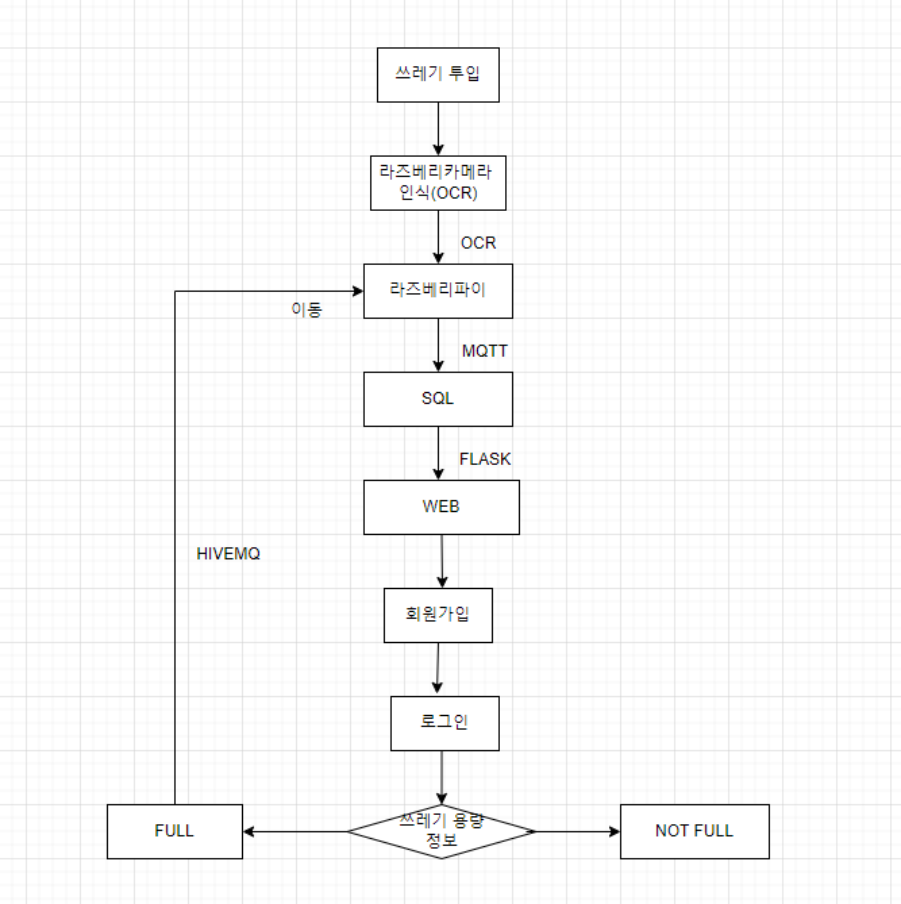 쓰레기 투입
라즈베리카메라
인식(OCR)
OCR
라즈베리파이
이동
MQTT
SQL
FLASK
WEB
HIVEMQ
회원가입
로그인
쓰레기 용량
정보
FULL
NOT FULL